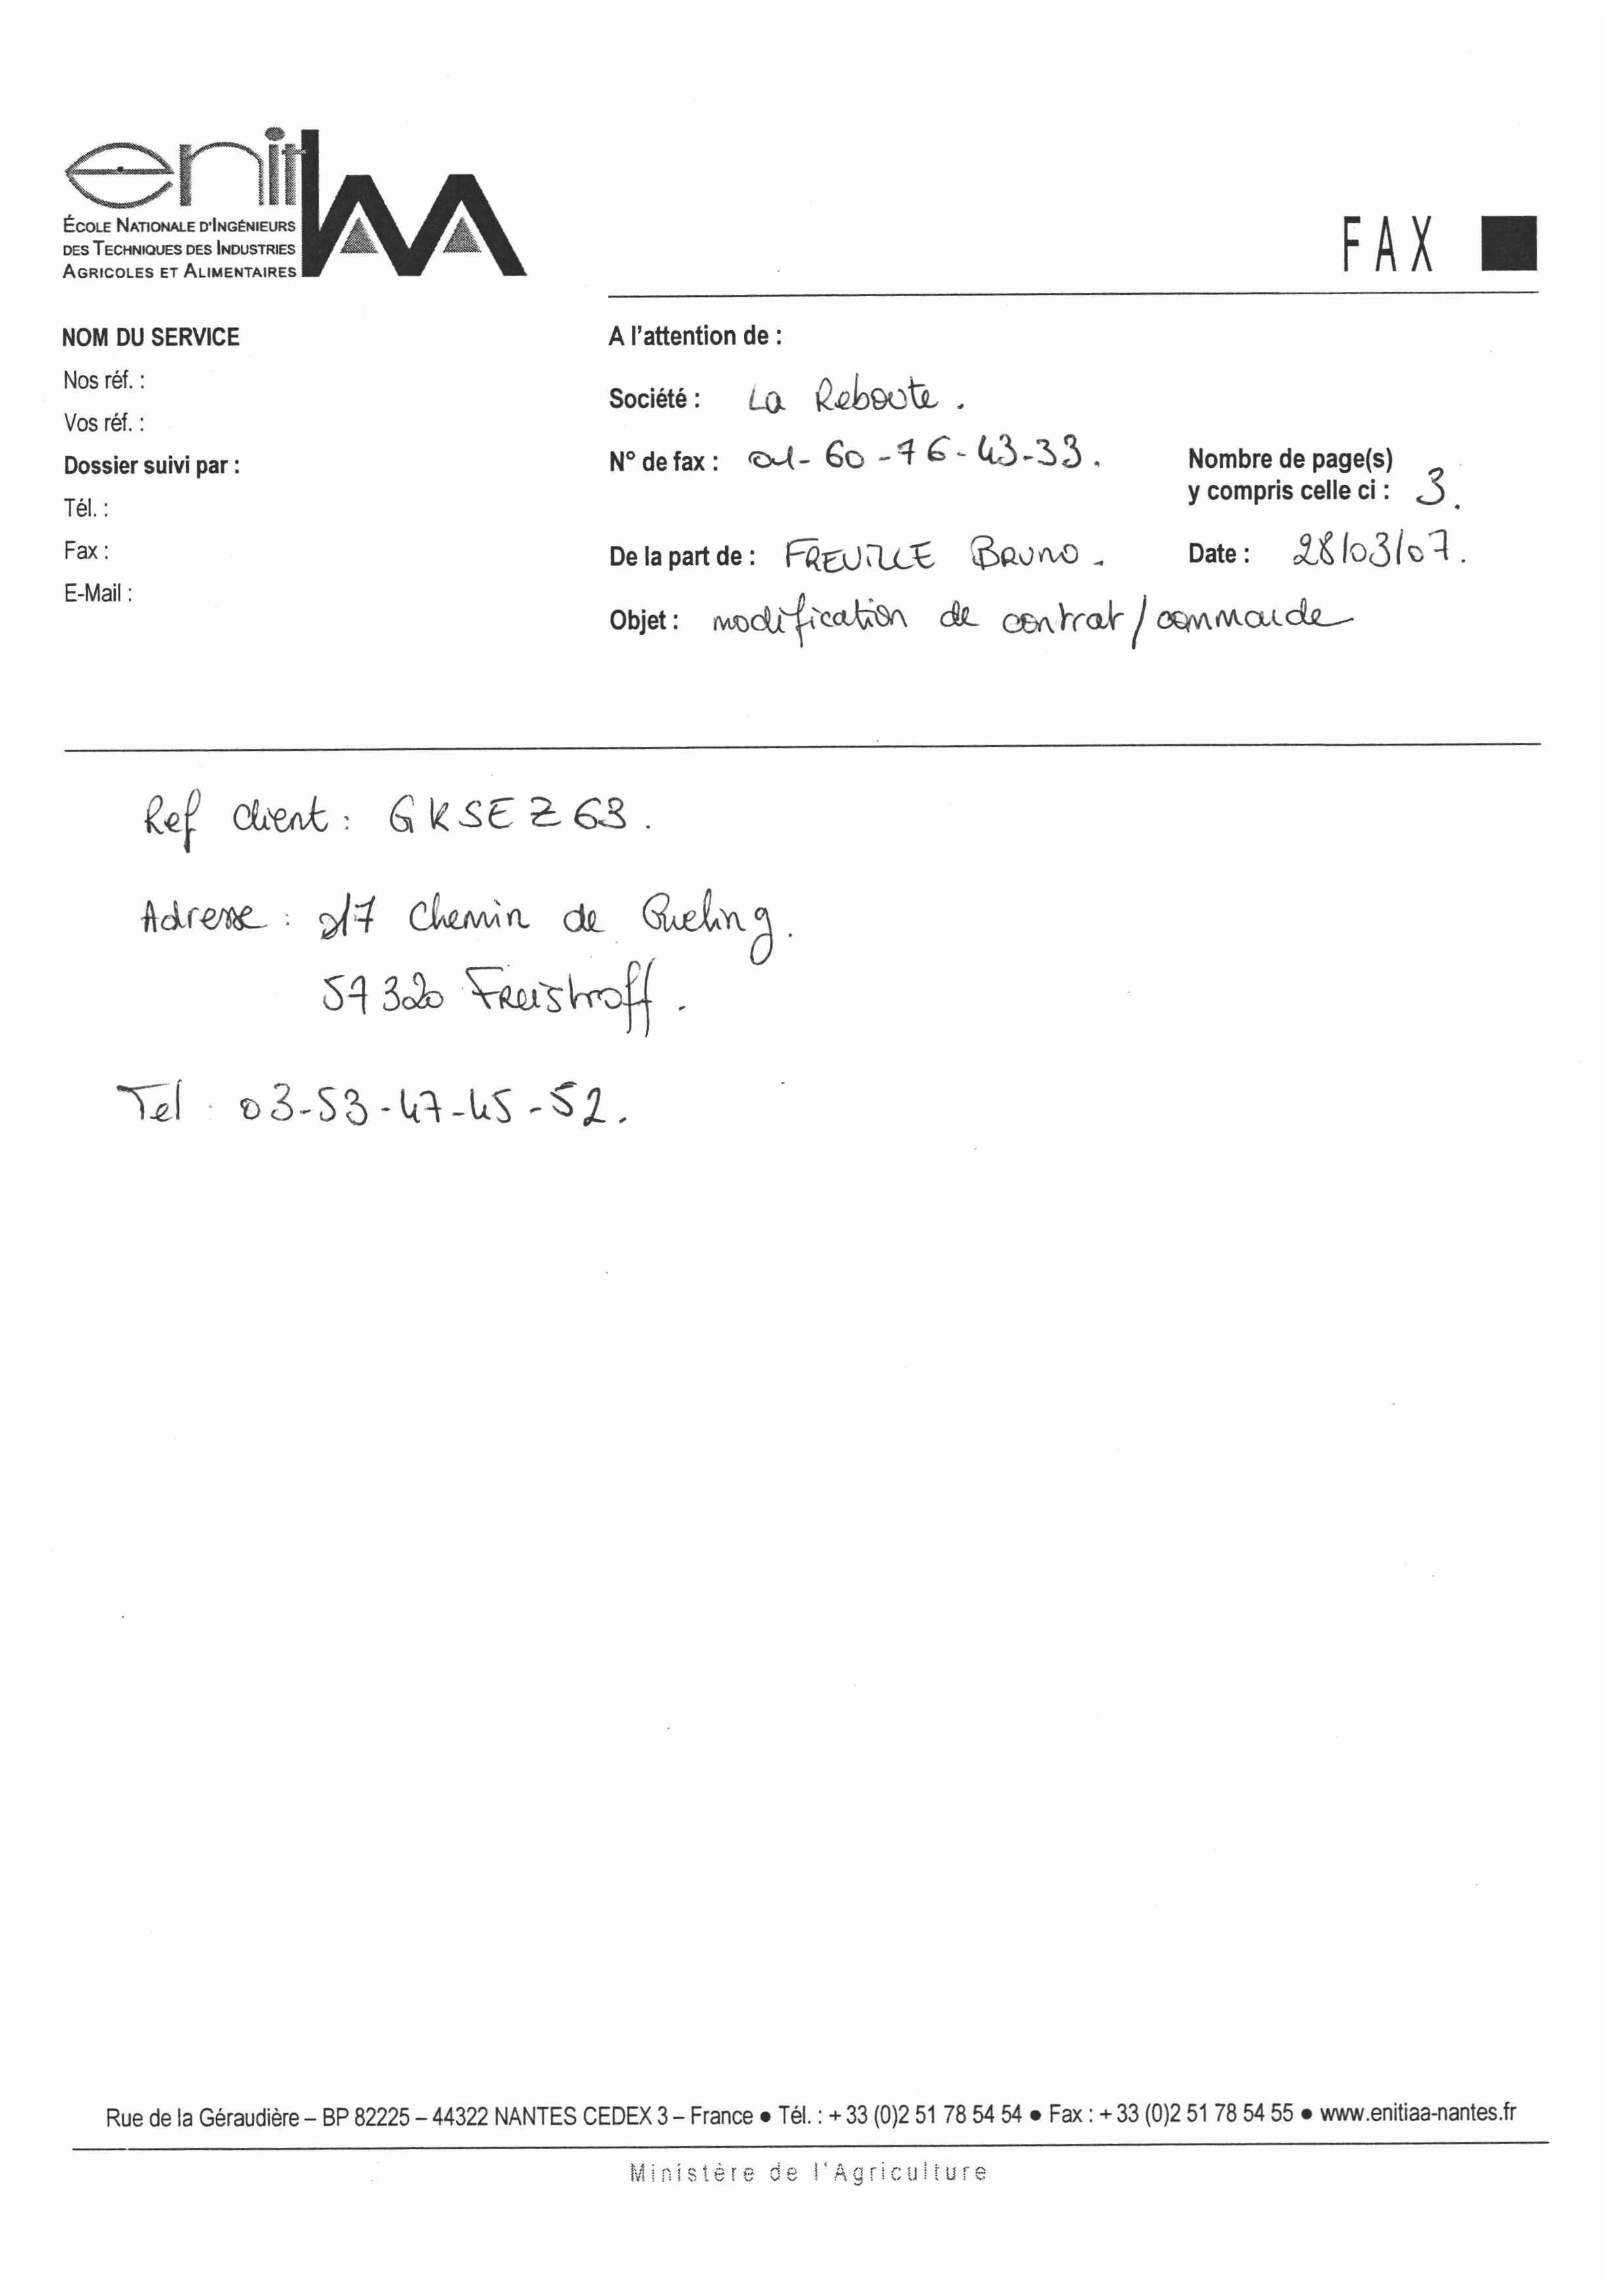 enitiaa
ÉCOLE NATIONALE D'INGÉNIEURS
DES TECHNIQUES DES INDUSTRIES
AGRICOLES ET ALIMENTAIRES
FAX
NOM DU SERVICE
Nos réf. :
Vos réf. :
Dossier suivi par :
Tél. :
Fax :
E-Mail :
A l'attention de :
Société : La Reboute.
N° de fax : 01-60-76-43-33.
Nombre de page(s)
y compris celle ci : 3.
De la part de : FREVILLE Bruno.
Date : 28/03/07.
Objet : modification de contrat/commande
Ref client : GKSEZ63.
Adresse : 217 Chemin de Gueling.
57320 Freistroff.
Tel : 03-53-47-45-52.
Rue de la Géraudière – BP 82225 – 44322 NANTES CEDEX 3 – France ● Tél. : + 33 (0)2 51 78 54 54 ● Fax : + 33 (0)2 51 78 54 55 ● www.enitiaa-nantes.fr
Ministère de l'Agriculture